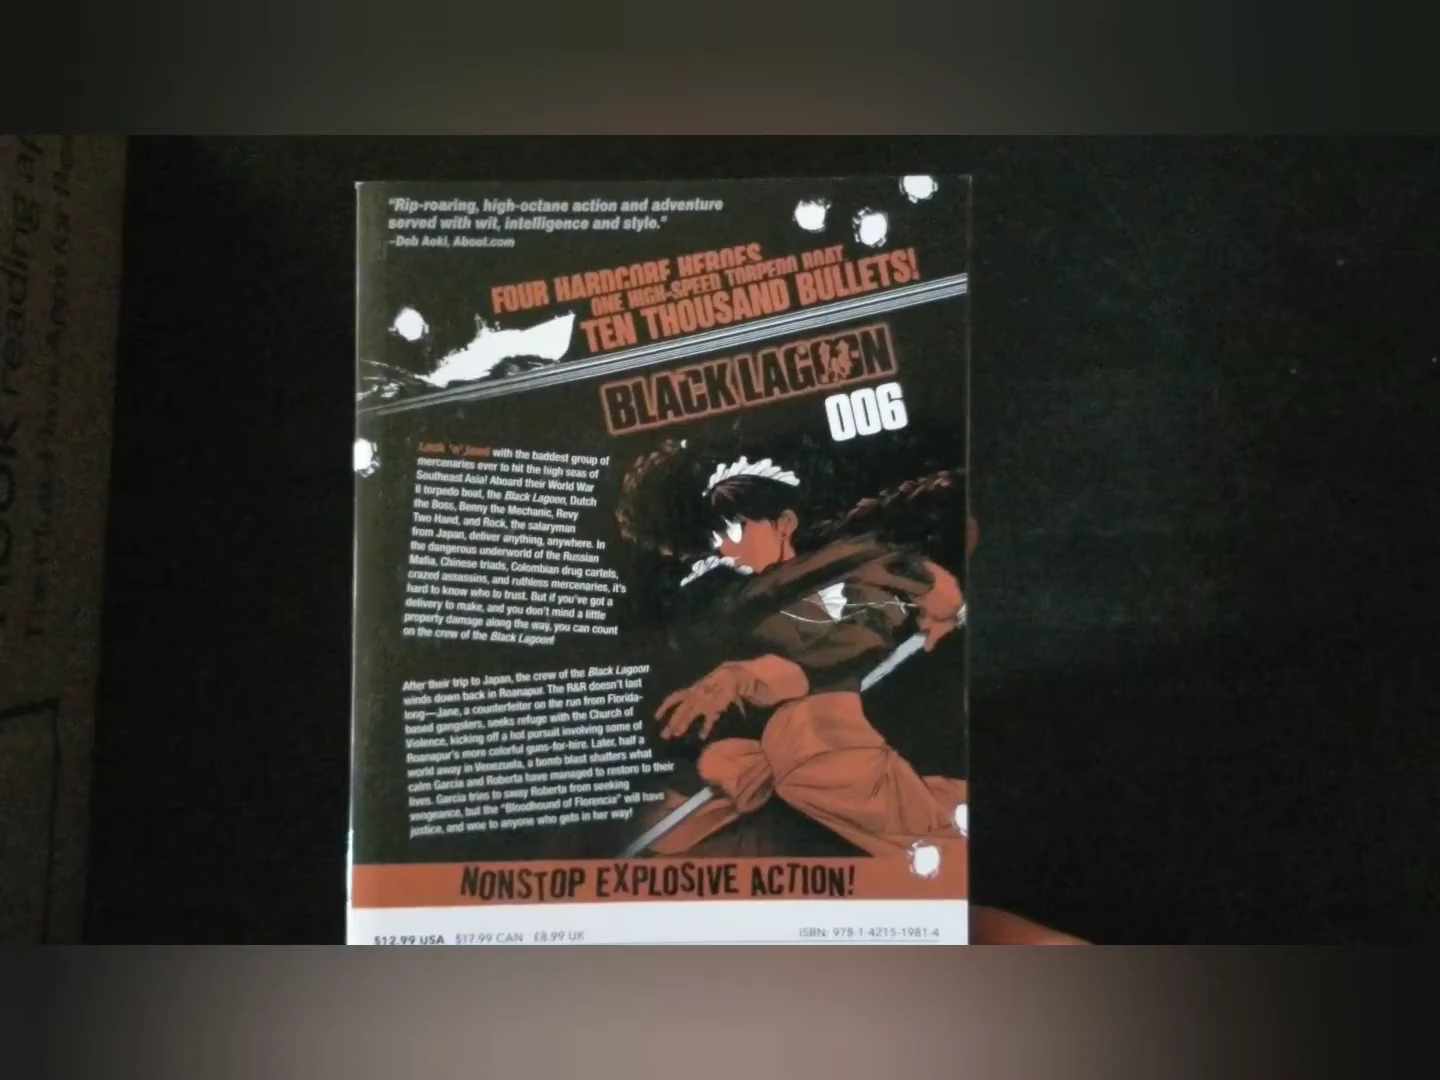 "Rip-roaring, high-octane action and adventure
served with wit, intelligence and style."
–Deb Aoki, About.com
FOUR HARDCORE HEROES
ONE HIGH-SPEED TORPEDO BOAT
TEN THOUSAND BULLETS!
BLACK LAGOON
006
Lock 'n' load with the baddest group of
mercenaries ever to hit the high seas of
Southeast Asia! Aboard their World War
II torpedo boat, the Black Lagoon, Dutch
the Boss, Benny the Mechanic, Revy
Two Hand, and Rock, the salaryman
from Japan, deliver anything, anywhere. In
the dangerous underworld of the Russian
Mafia, Chinese triads, Colombian drug cartels,
crazed assassins, and ruthless mercenaries, it's
hard to know who to trust. But if you've got a
delivery to make, and you don't mind a little
property damage along the way, you can count
on the crew of the Black Lagoon!
After their trip to Japan, the crew of the Black Lagoon
winds down back in Roanapur. The R&R doesn't last
long—Jane, a counterfeiter on the run from Florida-
based gangsters, seeks refuge with the Church of
Violence, kicking off a hot pursuit involving some of
Roanapur's more colorful guns-for-hire. Later, half a
world away in Venezuela, a bomb blast shatters what
calm Garcia and Roberta have managed to restore to their
lives. Garcia tries to sway Roberta from seeking
vengeance, but the "Bloodhound of Florencia" will have
justice, and woe to anyone who gets in her way!
NONSTOP EXPLOSIVE ACTION!
$12.99 USA $17.99 CAN £8.99 UK
ISBN: 978-1-4215-1981-4
reading